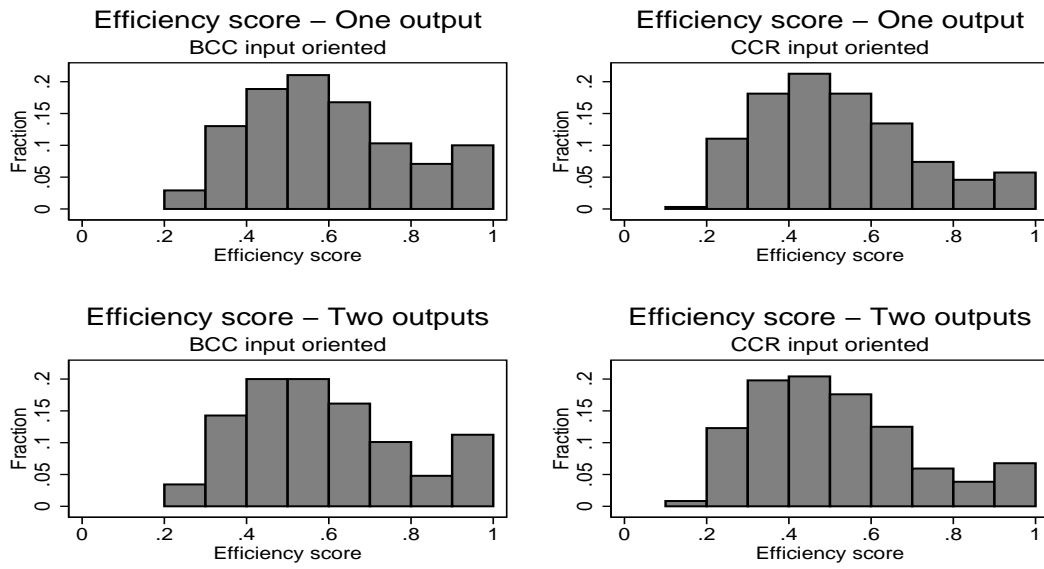 Efficiency score – One output
BCC input oriented
Fraction
0 .05 .1 .15 .2
0 .2 .4 .6 .8 1
Efficiency score
Efficiency score – One output
CCR input oriented
Fraction
0 .05 .1 .15 .2
0 .2 .4 .6 .8 1
Efficiency score
Efficiency score – Two outputs
BCC input oriented
Fraction
0 .05 .1 .15 .2
0 .2 .4 .6 .8 1
Efficiency score
Efficiency score – Two outputs
CCR input oriented
Fraction
0 .05 .1 .15 .2
0 .2 .4 .6 .8 1
Efficiency score